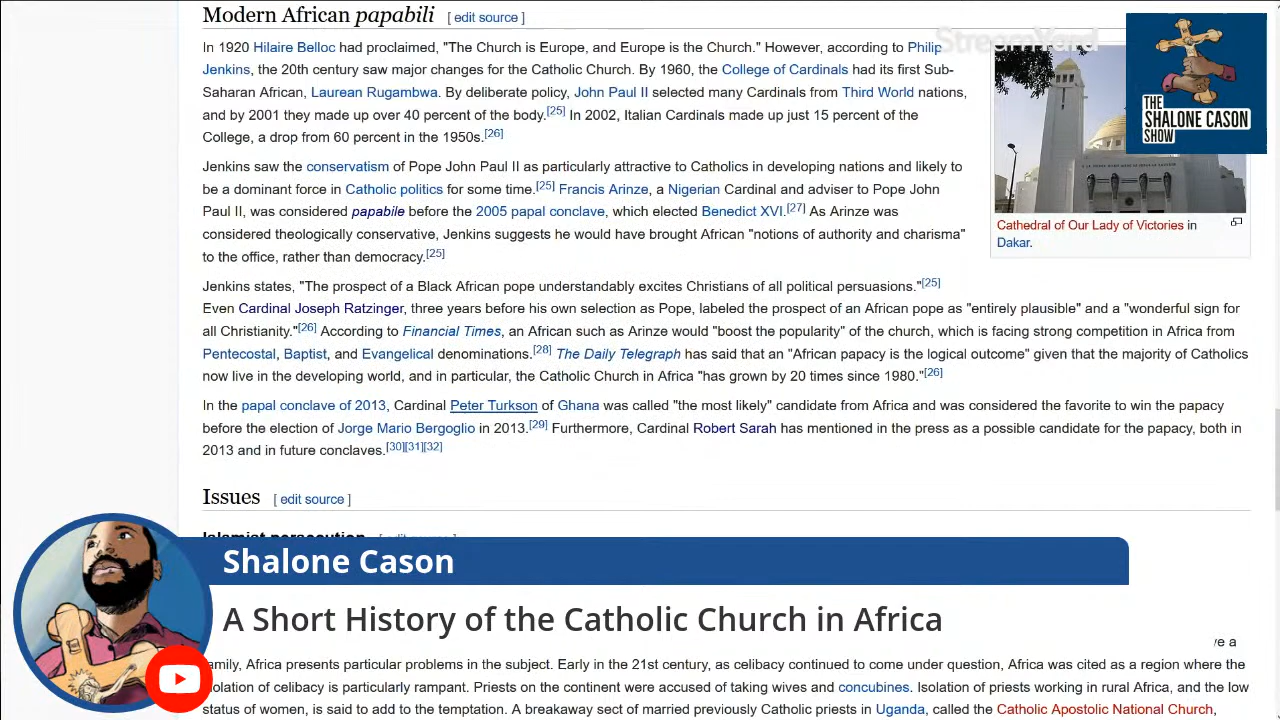 Modern African papabili [ edit source ]
StreamYard
In 1920 Hilaire Belloc had proclaimed, "The Church is Europe, and Europe is the Church." However, according to Philip
Jenkins, the 20th century saw major changes for the Catholic Church. By 1960, the College of Cardinals had its first Sub-
Saharan African, Laurean Rugambwa. By deliberate policy, John Paul II selected many Cardinals from Third World nations,
and by 2001 they made up over 40 percent of the body.[25] In 2002, Italian Cardinals made up just 15 percent of the
College, a drop from 60 percent in the 1950s.[26]
THE
SHALONE CASON
SHOW
Jenkins saw the conservatism of Pope John Paul II as particularly attractive to Catholics in developing nations and likely to
be a dominant force in Catholic politics for some time.[25] Francis Arinze, a Nigerian Cardinal and adviser to Pope John
Paul II, was considered papabile before the 2005 papal conclave, which elected Benedict XVI.[27] As Arinze was
considered theologically conservative, Jenkins suggests he would have brought African "notions of authority and charisma"
to the office, rather than democracy.[25]
Cathedral of Our Lady of Victories in
Dakar.
Jenkins states, "The prospect of a Black African pope understandably excites Christians of all political persuasions."[25]
Even Cardinal Joseph Ratzinger, three years before his own selection as Pope, labeled the prospect of an African pope as "entirely plausible" and a "wonderful sign for
all Christianity."[26] According to Financial Times, an African such as Arinze would "boost the popularity" of the church, which is facing strong competition in Africa from
Pentecostal, Baptist, and Evangelical denominations.[28] The Daily Telegraph has said that an "African papacy is the logical outcome" given that the majority of Catholics
now live in the developing world, and in particular, the Catholic Church in Africa "has grown by 20 times since 1980."[26]
In the papal conclave of 2013, Cardinal Peter Turkson of Ghana was called "the most likely" candidate from Africa and was considered the favorite to win the papacy
before the election of Jorge Mario Bergoglio in 2013.[29] Furthermore, Cardinal Robert Sarah has mentioned in the press as a possible candidate for the papacy, both in
2013 and in future conclaves.[30][31][32]
Issues [ edit source ]
Islamist persecution [ edit source ]
Shalone Cason
A Short History of the Catholic Church in Africa
a
family, Africa presents particular problems in the subject. Early in the 21st century, as celibacy continued to come under question, Africa was cited as a region where the
violation of celibacy is particularly rampant. Priests on the continent were accused of taking wives and concubines. Isolation of priests working in rural Africa, and the low
status of women, is said to add to the temptation. A breakaway sect of married previously Catholic priests in Uganda, called the Catholic Apostolic National Church,